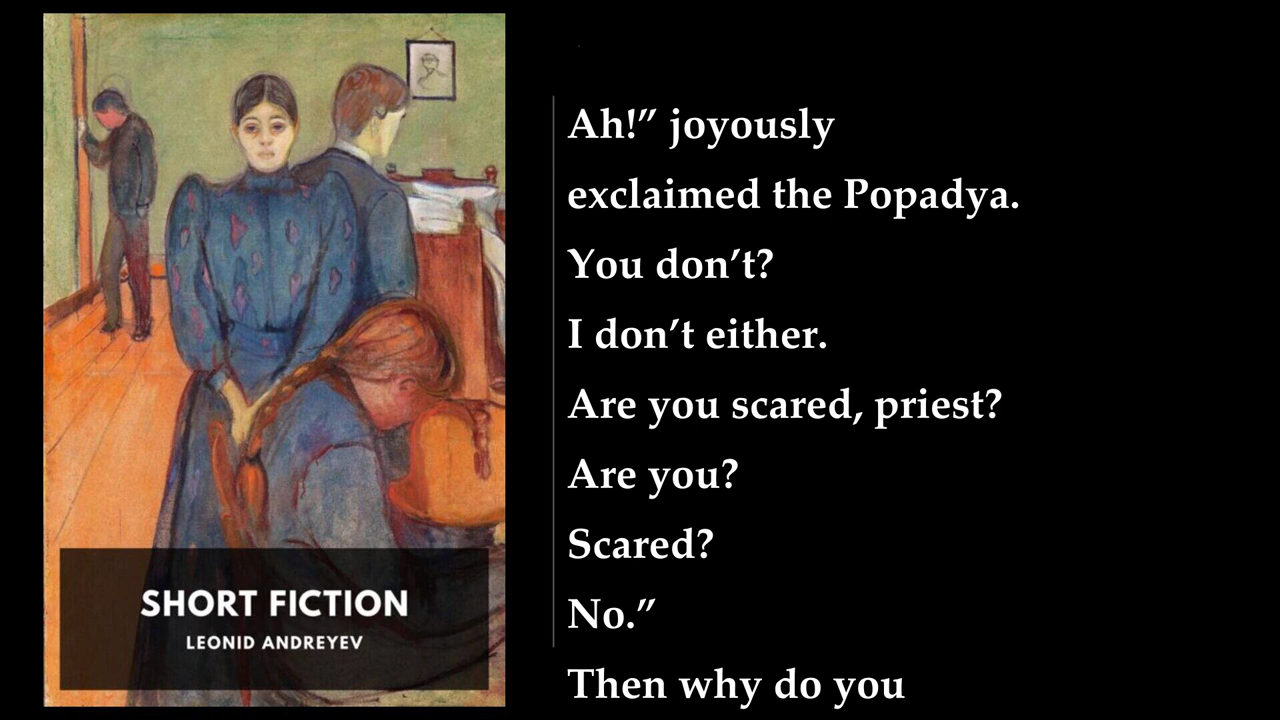 SHORT FICTION
LEONID ANDREYEV
Ah!” joyously
exclaimed the Popadya.
You don’t?
I don’t either.
Are you scared, priest?
Are you?
Scared?
No.”
Then why do you